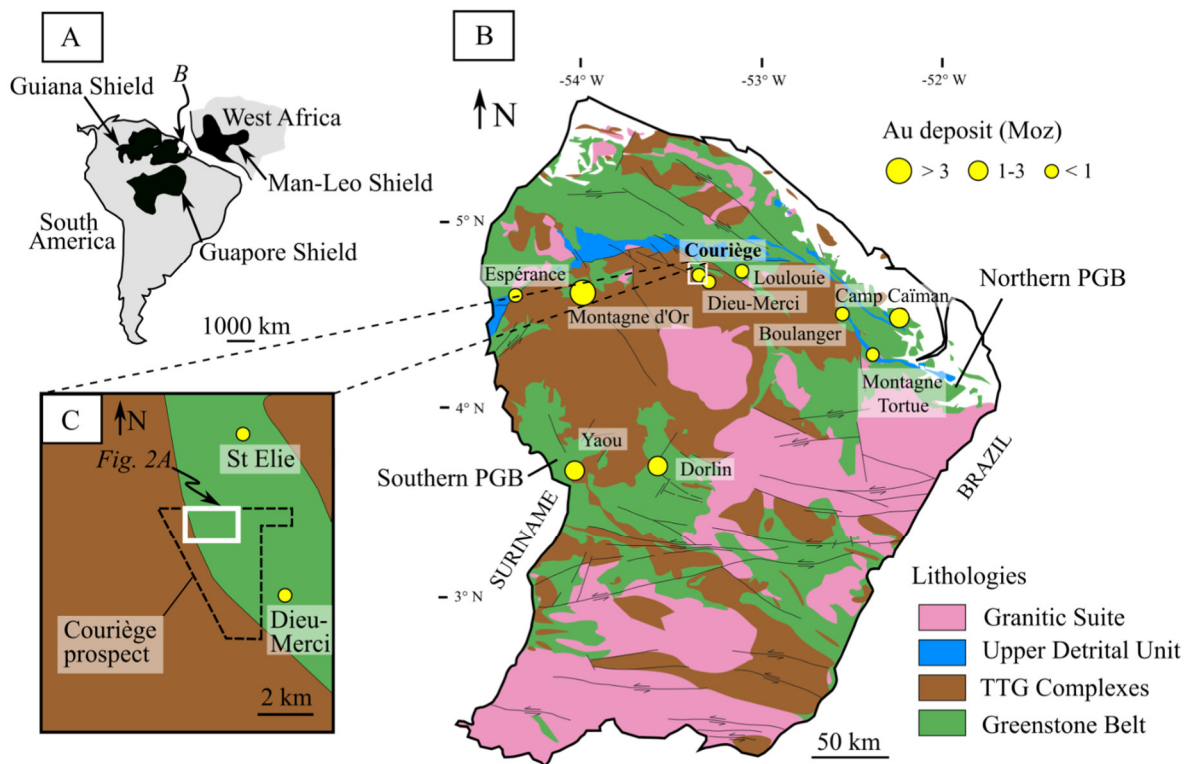 A
Guiana Shield
B
West Africa
Man-Leo Shield
South
America
Guapore Shield
1000 km
B
-54° W
-53° W
-52° W
N
Au deposit (Moz)
> 3
1-3
< 1
5° N
4° N
3° N
Couriège
Espérance
Loulouie
Montagne d'Or
Dieu-Merci
Camp Caïman
Boulanger
Northern PGB
Montagne
Tortue
Yaou
Dorlin
Southern PGB
SURINAME
BRAZIL
50 km
Lithologies
Granitic Suite
Upper Detrital Unit
TTG Complexes
Greenstone Belt
C
N
St Elie
Fig. 2A
Couriège
prospect
Dieu-
Merci
2 km